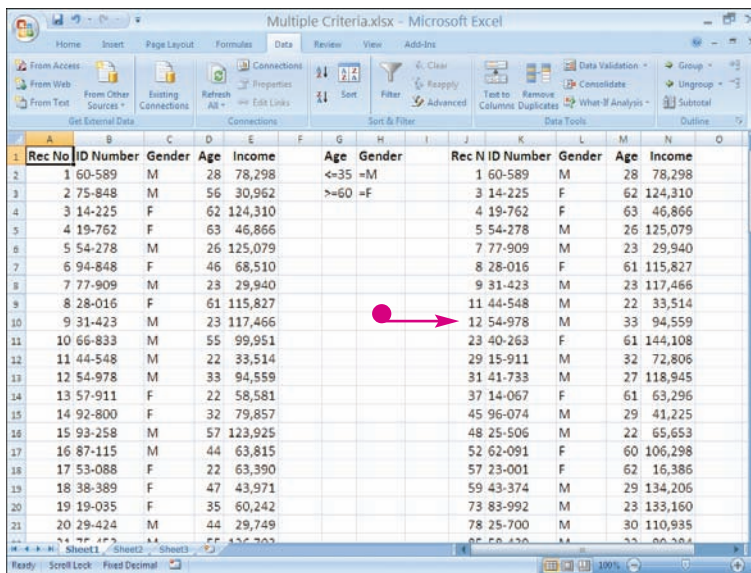 Multiple Criteria.xlsx - Microsoft Excel
Home Insert Page Layout Formulas Data Review View Add-Ins
From Access
From Web
From Text
From Other Sources
Existing Connections
Get External Data
Refresh All
Connections
Properties
Edit Links
Connections
Sort
Filter
Clear
Reapply
Advanced
Sort & Filter
Text to Columns
Remove Duplicates
Data Validation
Consolidate
What-If Analysis
Data Tools
Group
Ungroup
Subtotal
Outline
A B C D E F G H I J K L M N O
1 Rec No ID Number Gender Age Income Age Gender Rec N ID Number Gender Age Income
2 1 60-589 M 28 78,298 <=35 =M 1 60-589 M 28 78,298
3 2 75-848 M 56 30,962 >=60 =F 3 14-225 F 62 124,310
4 3 14-225 F 62 124,310 4 19-762 F 63 46,866
5 4 19-762 F 63 46,866 5 54-278 M 26 125,079
6 5 54-278 M 26 125,079 7 77-909 M 23 29,940
7 6 94-848 F 46 68,510 8 28-016 F 61 115,827
8 7 77-909 M 23 29,940 9 31-423 M 23 117,466
9 8 28-016 F 61 115,827 11 44-548 M 22 33,514
10 9 31-423 M 23 117,466 12 54-978 M 33 94,559
11 10 66-833 M 55 99,951 23 40-263 F 61 144,108
12 11 44-548 M 22 33,514 29 15-911 M 32 72,806
13 12 54-978 M 33 94,559 31 41-733 M 27 118,945
14 13 57-911 F 22 58,581 37 14-067 F 61 63,296
15 14 92-800 F 32 79,857 45 96-074 M 29 41,225
16 15 93-258 M 57 123,925 48 25-506 M 22 65,653
17 16 87-115 M 44 63,815 52 62-091 F 60 106,298
18 17 53-088 F 22 63,390 57 23-001 F 62 16,386
19 18 38-389 F 47 43,971 59 43-374 M 29 134,206
20 19 19-035 F 35 60,242 73 83-992 M 23 133,160
21 20 29-424 M 44 29,749 78 25-700 M 30 110,935
Sheet1 Sheet2 Sheet3
Ready Scroll Lock Fixed Decimal 100%